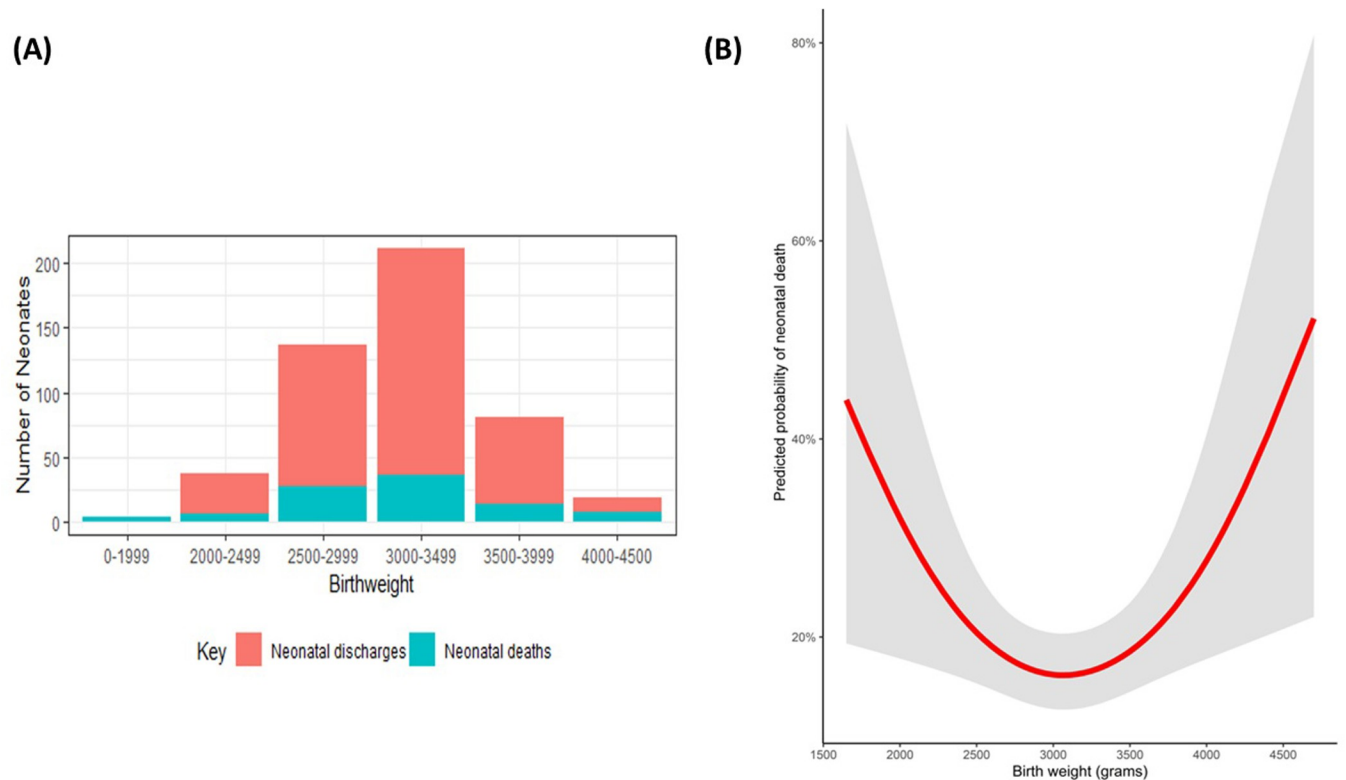 (A)
Number of Neonates
200
150
100
50
0
0-1999 2000-2499 2500-2999 3000-3499 3500-3999 4000-4500
Birthweight
Key Neonatal discharges Neonatal deaths
(B)
Predicted probability of neonatal death
80%
60%
40%
20%
1500 2000 2500 3000 3500 4000 4500
Birth weight (grams)